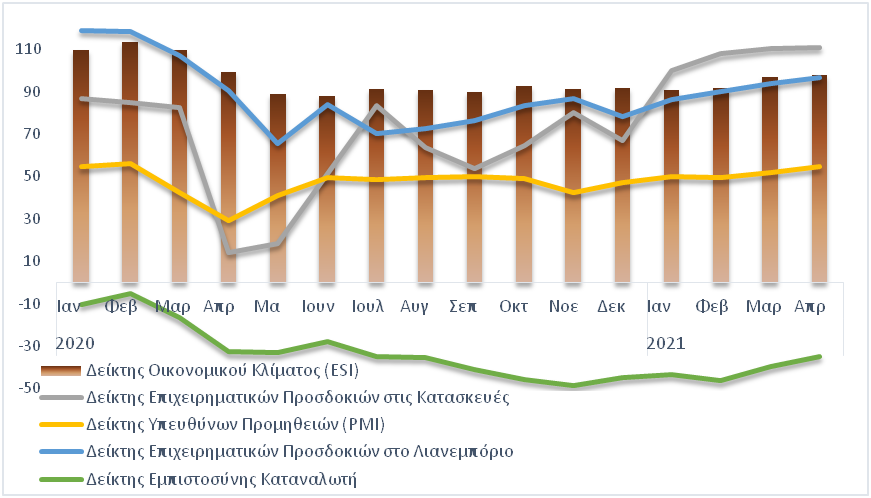 110
90
70
50
30
10
-10
-30
-50
Ιαν Φεβ Μαρ Απρ Μα Ιουν Ιουλ Αυγ Σεπ Οκτ Νοε Δεκ Ιαν Φεβ Μαρ Απρ
2020 2021
Δείκτης Οικονομικού Κλίματος (ESI)
Δείκτης Επιχειρηματικών Προσδοκιών στις Κατασκευές
Δείκτης Υπευθύνων Προμηθειών (PMI)
Δείκτης Επιχειρηματικών Προσδοκιών στο Λιανεμπόριο
Δείκτης Εμπιστοσύνης Καταναλωτή